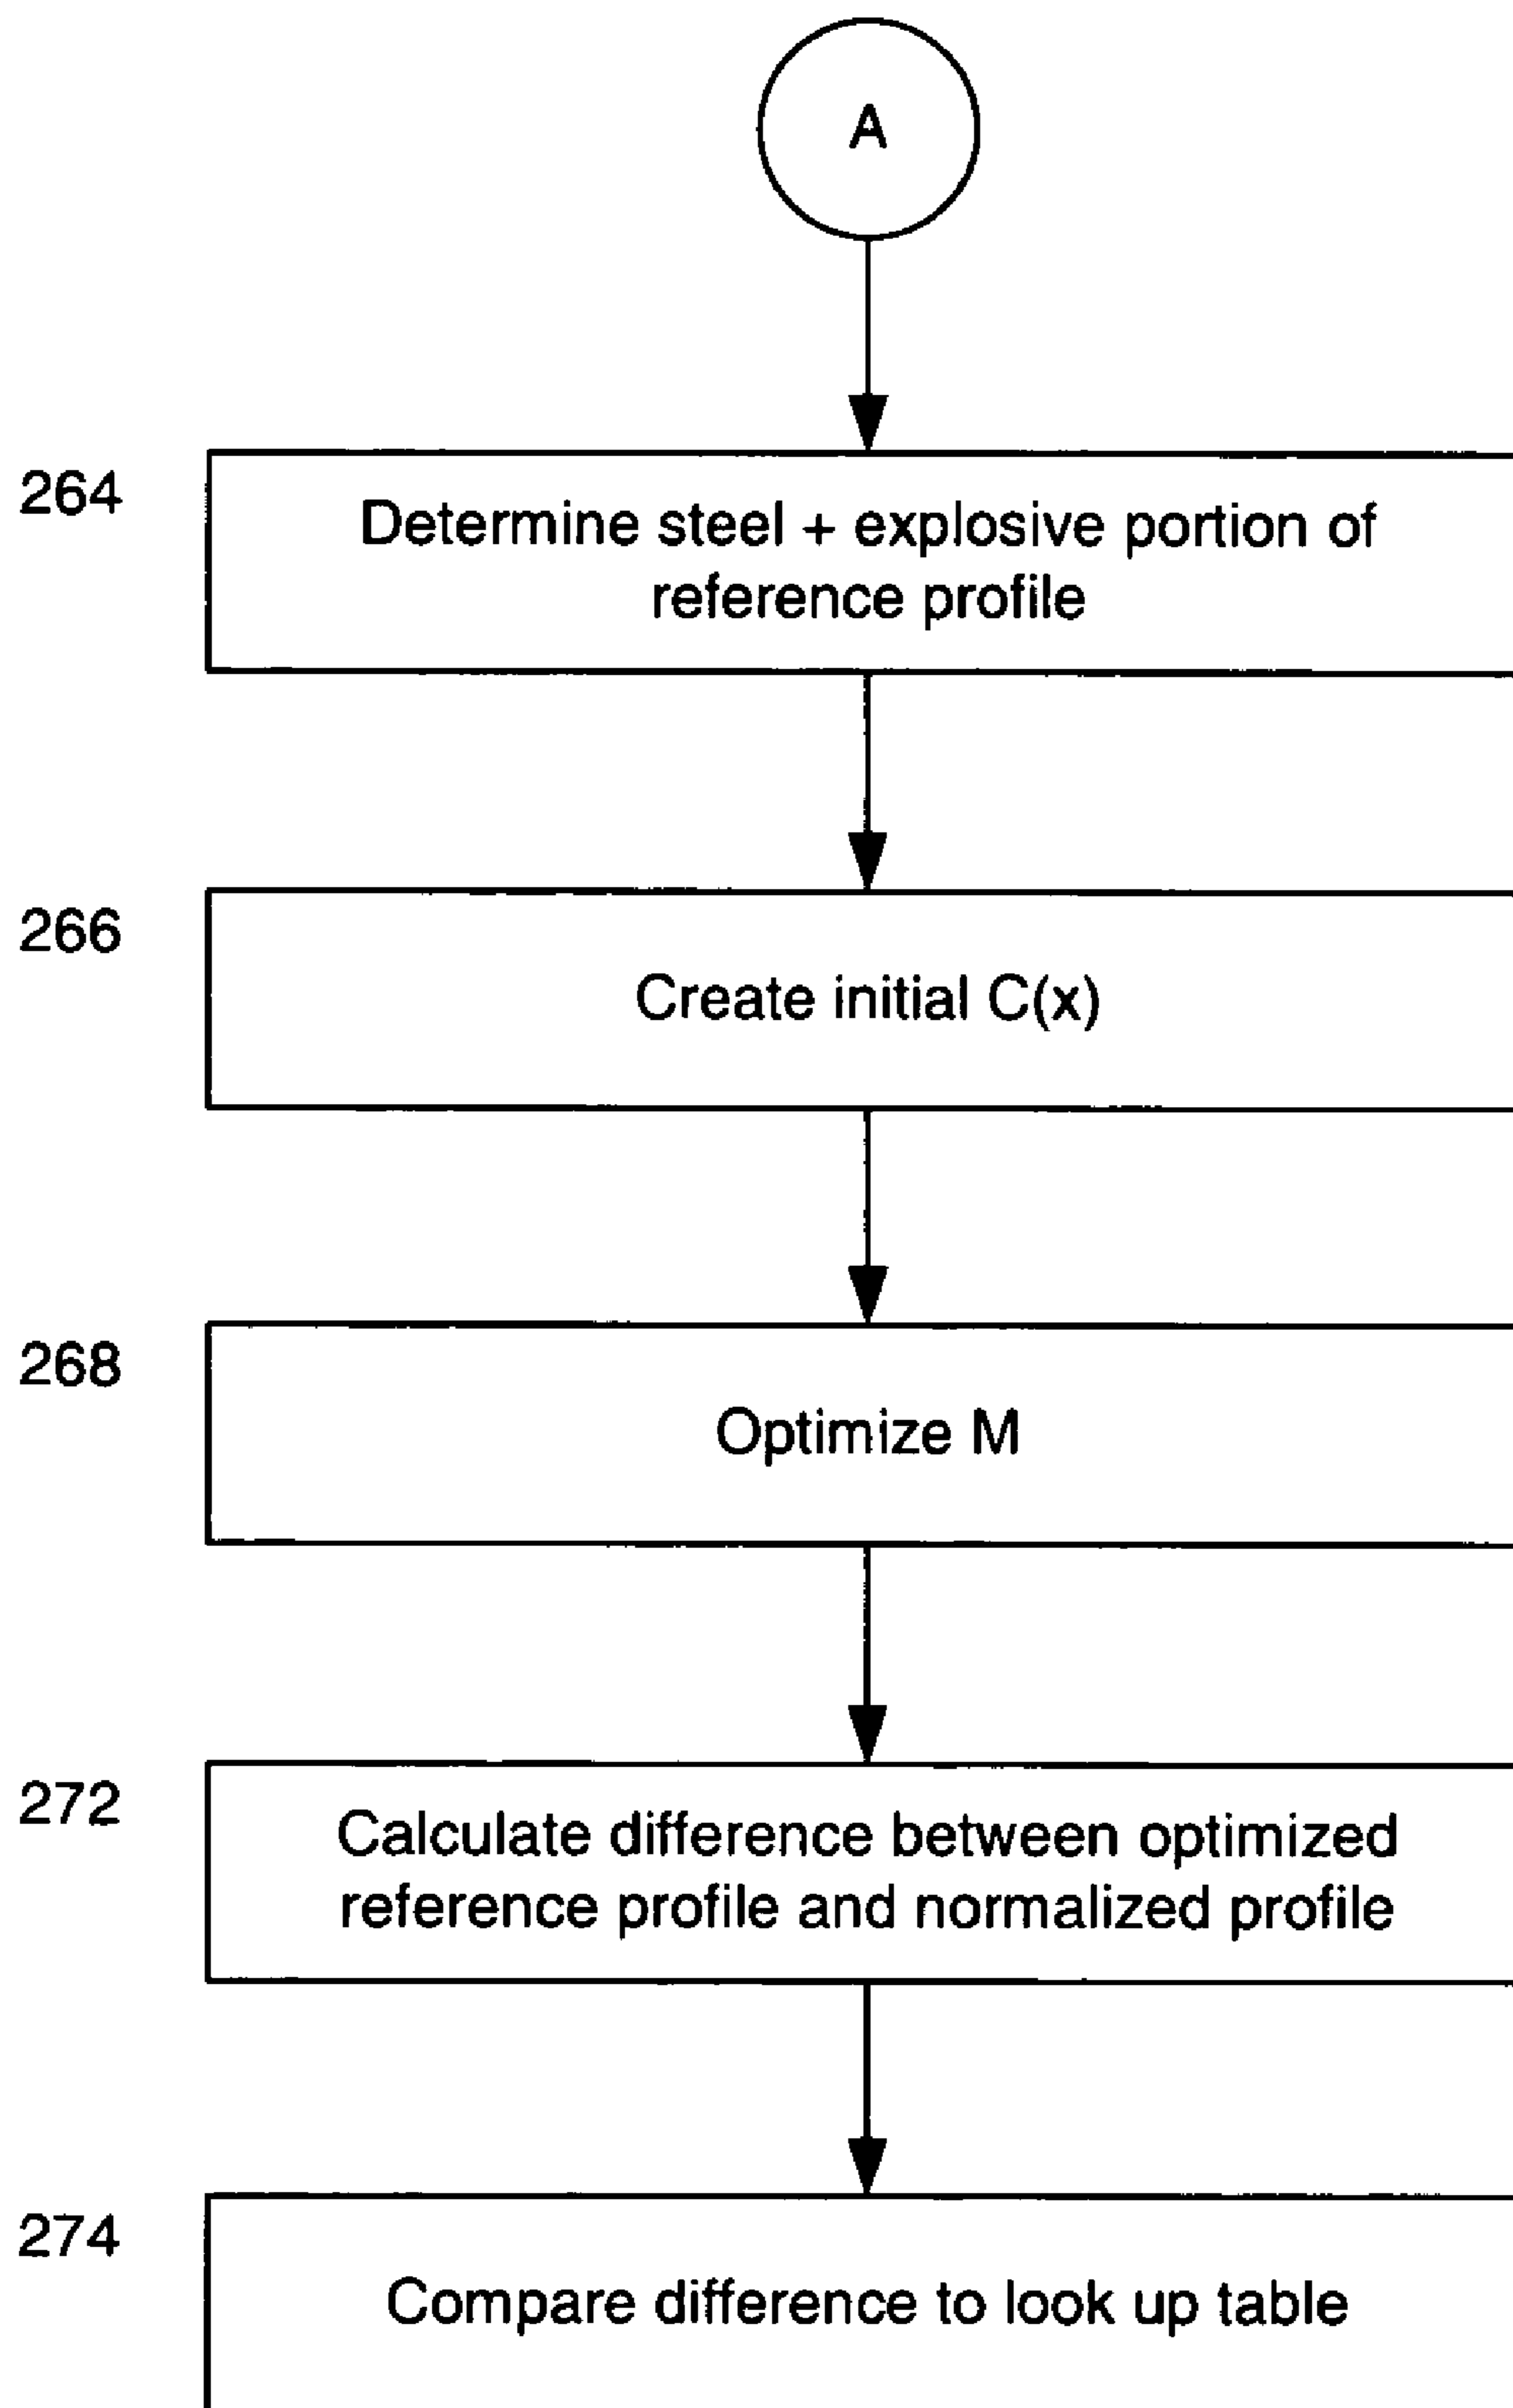 A
264
Determine steel + explosive portion of
reference profile
266
Create initial C(x)
268
Optimize M
272
Calculate difference between optimized
reference profile and normalized profile
274
Compare difference to look up table